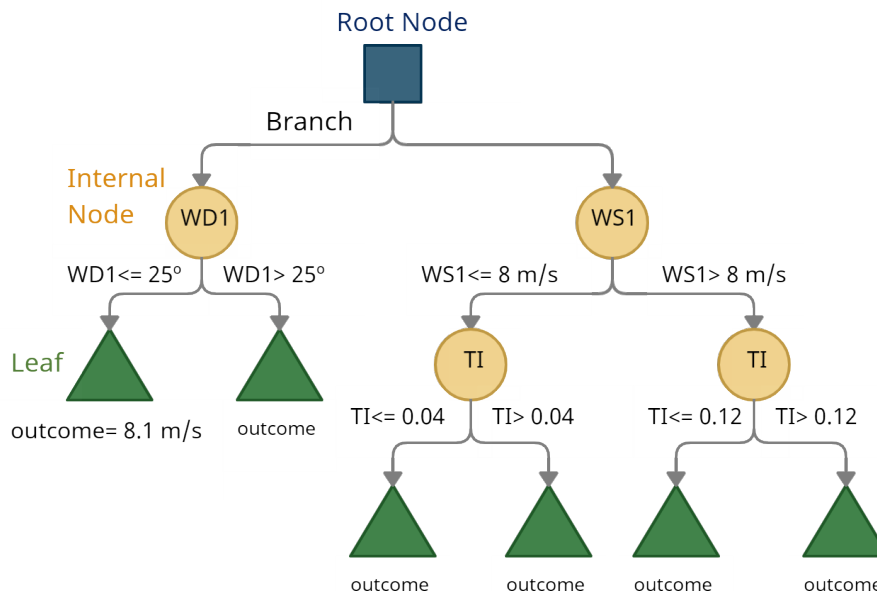 Root Node
Branch
Internal
Node
WD1
WS1
WD1<= 25º
WD1> 25º
WS1<= 8 m/s
WS1> 8 m/s
Leaf
TI
TI
outcome= 8.1 m/s
outcome
TI<= 0.04
TI> 0.04
TI<= 0.12
TI> 0.12
outcome
outcome
outcome
outcome